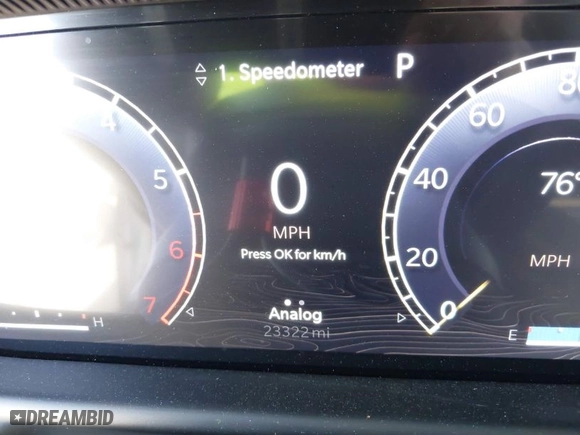 1. Speedometer P
4
5
6
7
H
0
MPH
Press OK for km/h
Analog
23322 mi
80
60
40
20
0
76°
MPH
E
DREAMBID